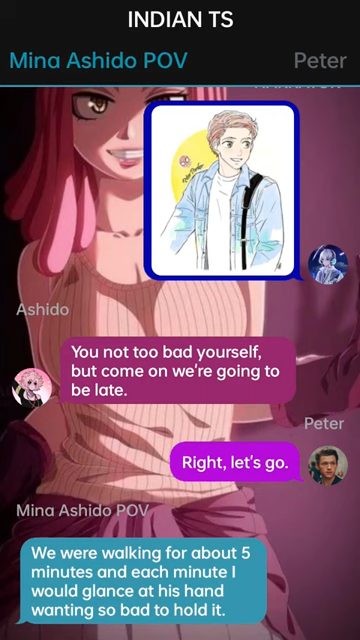 INDIAN TS
Mina Ashido POV
Peter
Ashido
You not too bad yourself,
but come on we're going to
be late.
Peter
Right, let's go.
Mina Ashido POV
We were walking for about 5
minutes and each minute I
would glance at his hand
wanting so bad to hold it.